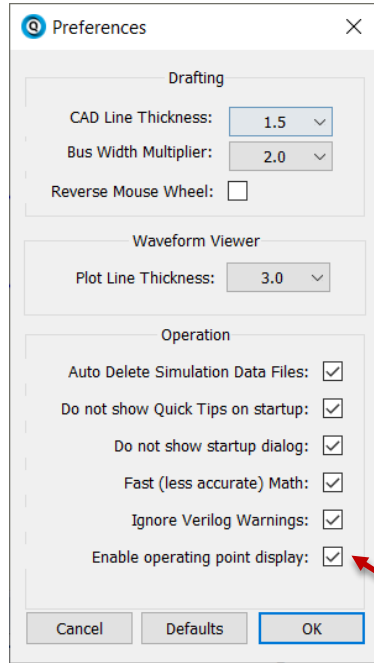 Preferences
Drafting
CAD Line Thickness: 1.5
Bus Width Multiplier: 2.0
Reverse Mouse Wheel:
Waveform Viewer
Plot Line Thickness: 3.0
Operation
Auto Delete Simulation Data Files:
Do not show Quick Tips on startup:
Do not show startup dialog:
Fast (less accurate) Math:
Ignore Verilog Warnings:
Enable operating point display:
Cancel Defaults OK